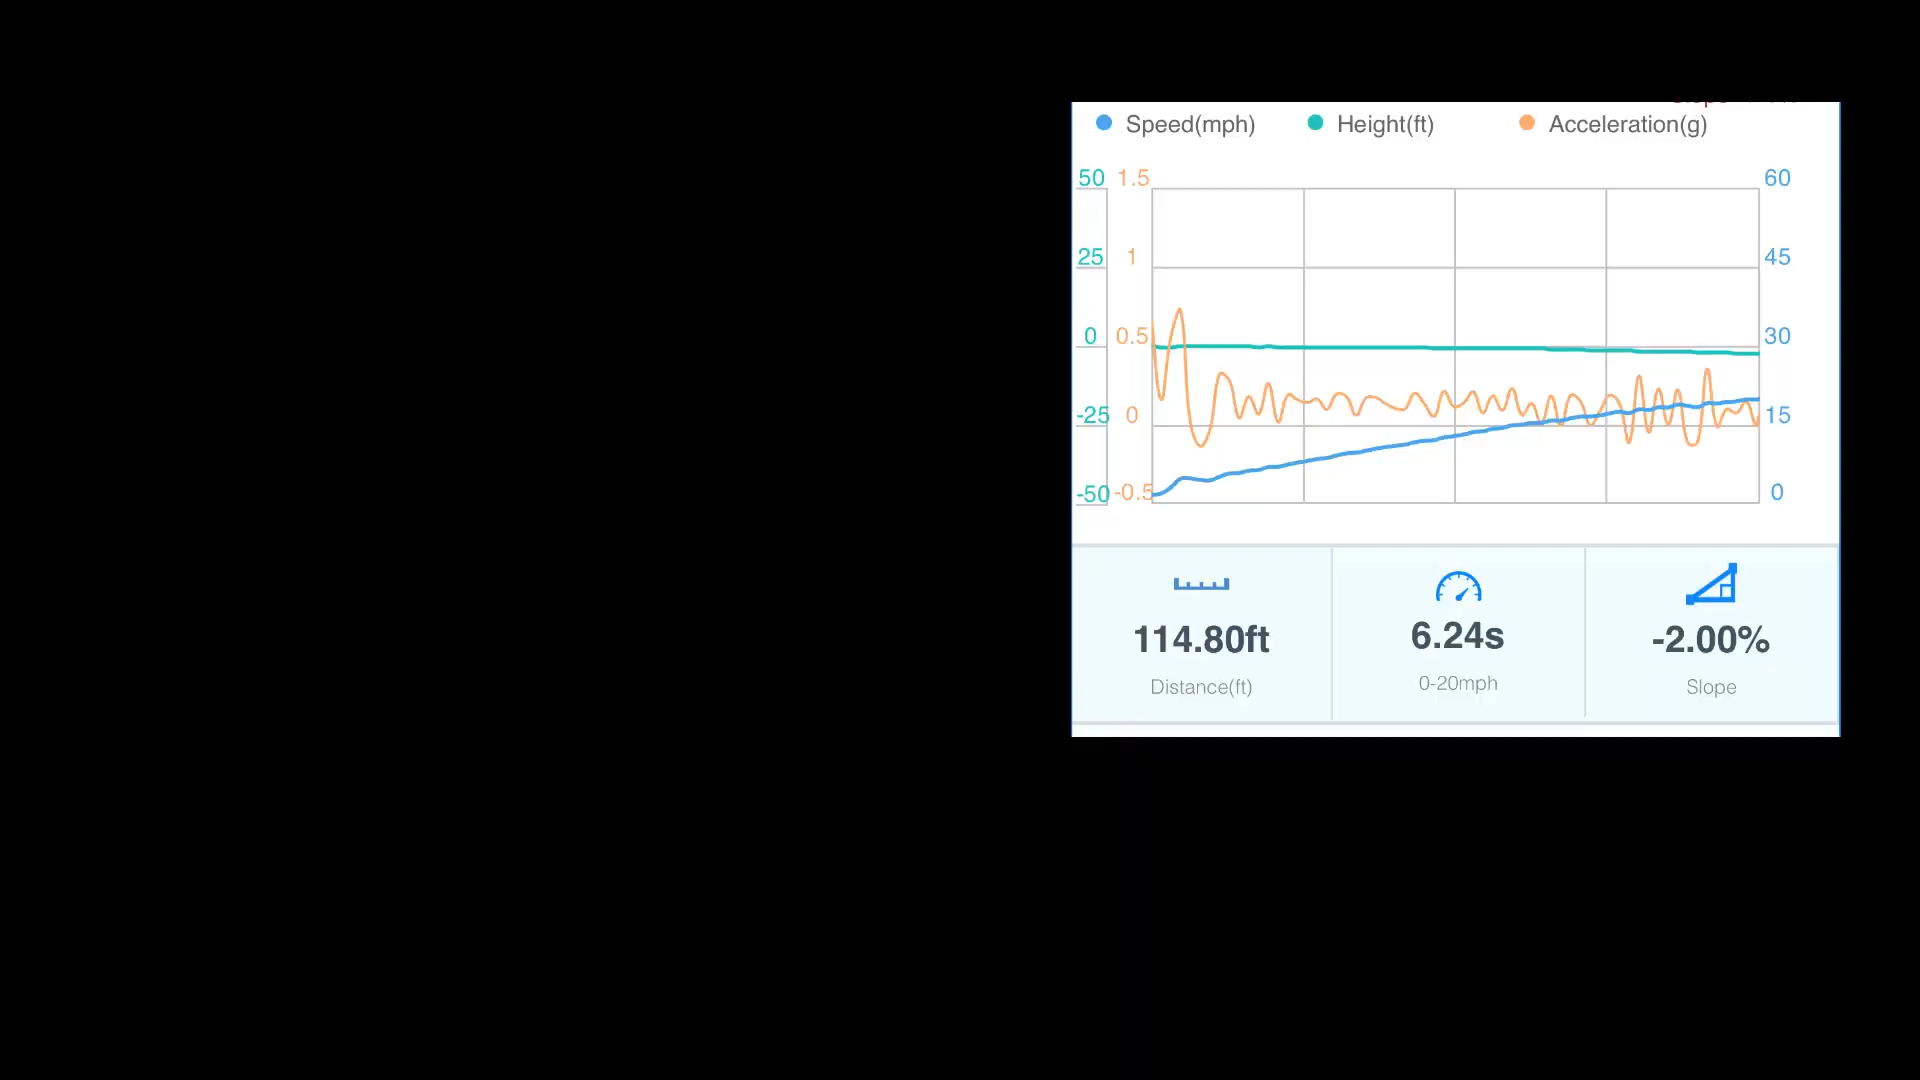 Speed(mph) Height(ft) Acceleration(g)
50 1.5 60
25 1 45
0 0.5 30
-25 0 15
-50 -0.5 0
114.80ft 6.24s -2.00%
Distance(ft) 0-20mph Slope